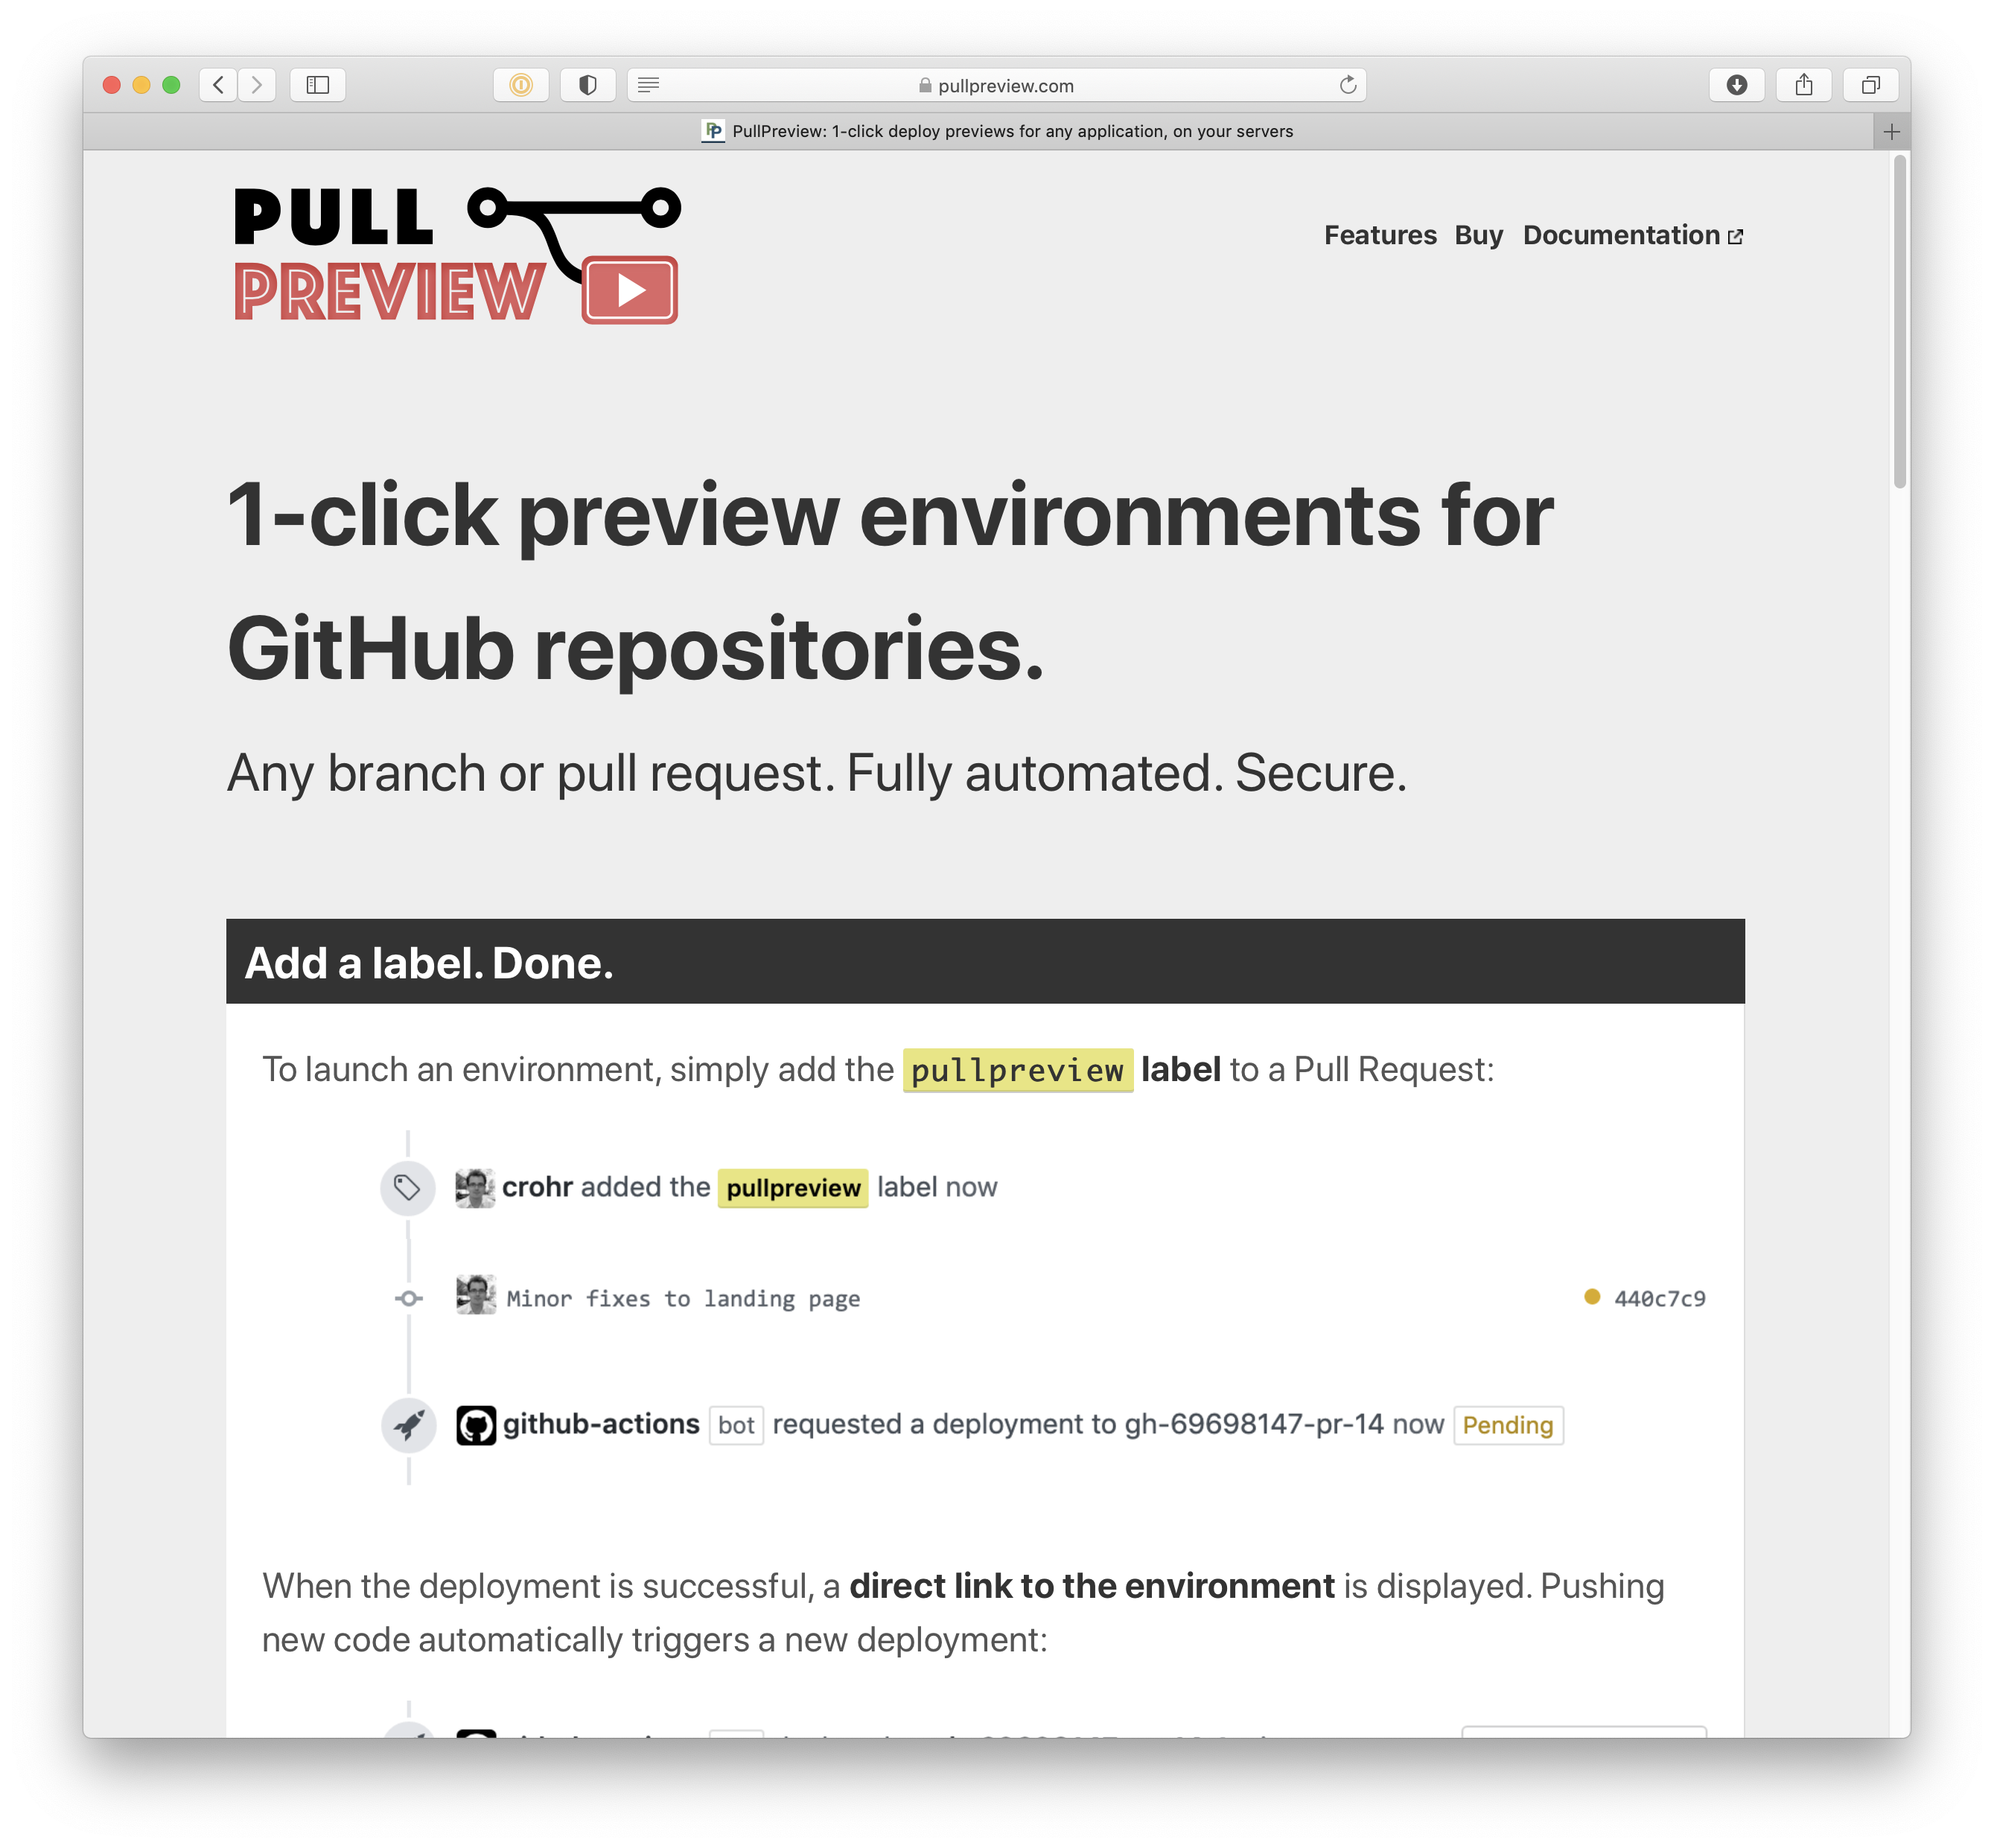 pullpreview.com
PullPreview: 1-click deploy previews for any application, on your servers
PULL
PREVIEW
Features Buy Documentation
1-click preview environments for
GitHub repositories.
Any branch or pull request. Fully automated. Secure.
Add a label. Done.
To launch an environment, simply add the pullpreview label to a Pull Request:
crohr added the pullpreview label now
Minor fixes to landing page 440c7c9
github-actions bot requested a deployment to gh-69698147-pr-14 now Pending
When the deployment is successful, a direct link to the environment is displayed. Pushing
new code automatically triggers a new deployment: